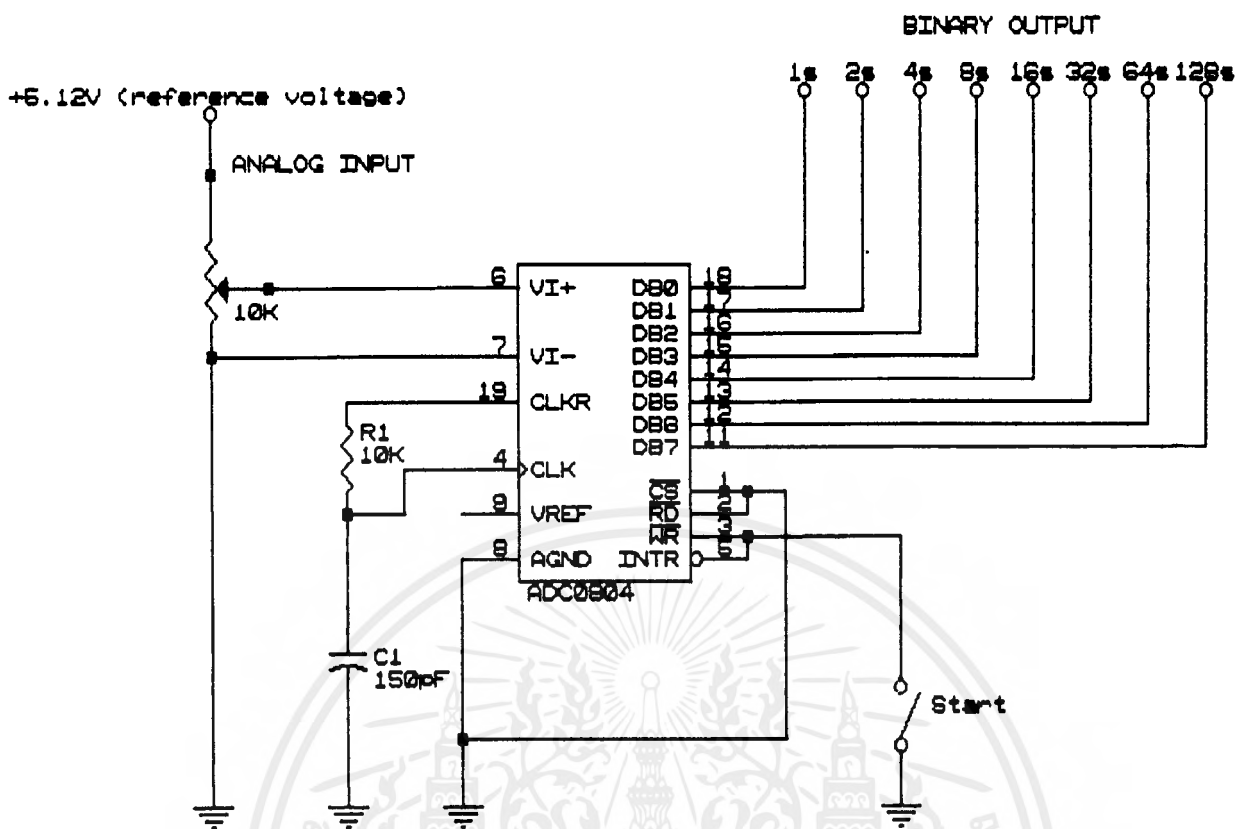 BINARY OUTPUT
1s 2s 4s 8s 16s 32s 64s 128s
+5.12V (reference voltage)
ANALOG INPUT
10K
6 VI+
7 VI-
19 CLKR
4 CLK
9 VREF
8 AGND
DB0
DB1
DB2
DB3
DB4
DB5
DB6
DB7
CS
RD
WR
INTR
ADC0804
R1
10K
C1
150pF
Start